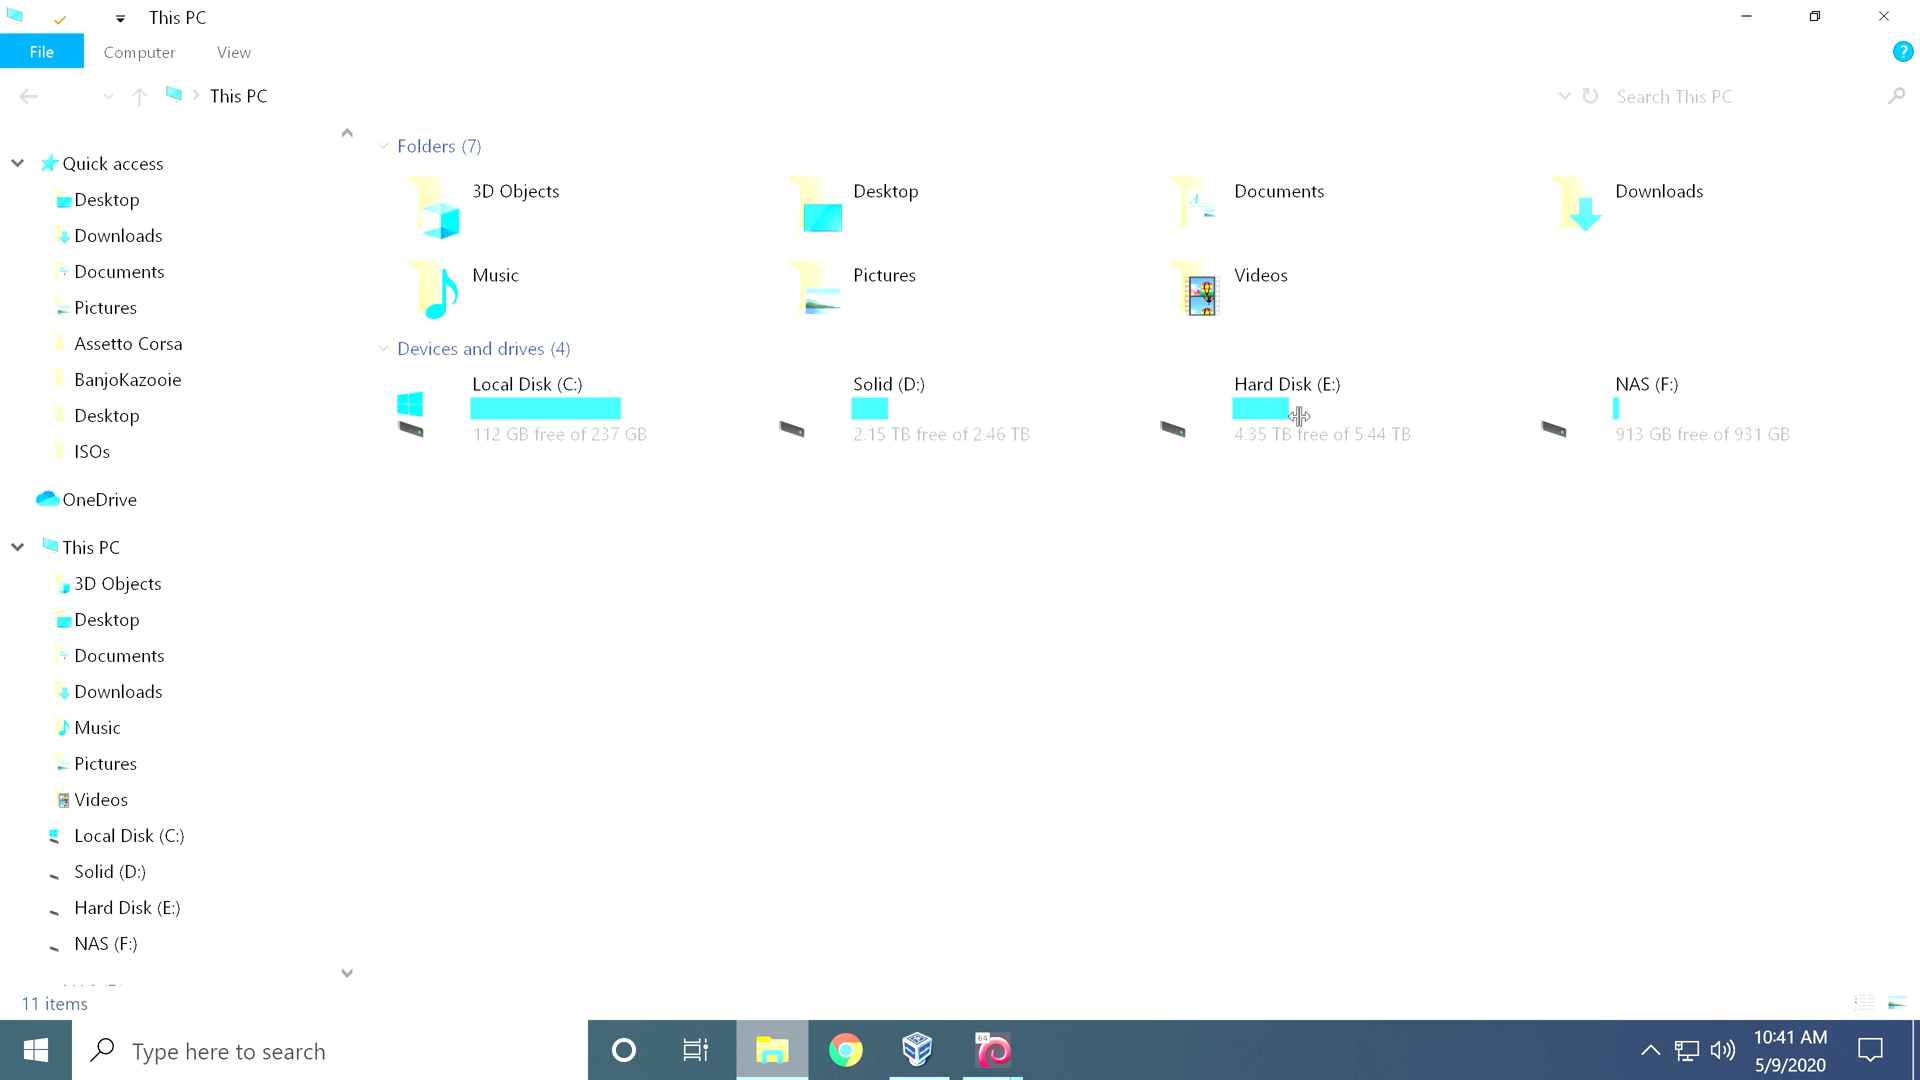 This PC
File Computer View
?
This PC
Search This PC
Quick access
Desktop
Downloads
Documents
Pictures
Assetto Corsa
BanjoKazooie
Desktop
ISOs
OneDrive
This PC
3D Objects
Desktop
Documents
Downloads
Music
Pictures
Videos
Local Disk (C:)
Solid (D:)
Hard Disk (E:)
NAS (F:)
Folders (7)
3D Objects Desktop Documents Downloads
Music Pictures Videos
Devices and drives (4)
Local Disk (C:) Solid (D:) Hard Disk (E:) NAS (F:)
112 GB free of 237 GB 2.15 TB free of 2.46 TB 4.35 TB free of 5.44 TB 913 GB free of 931 GB
11 items
Type here to search
64
10:41 AM
5/9/2020